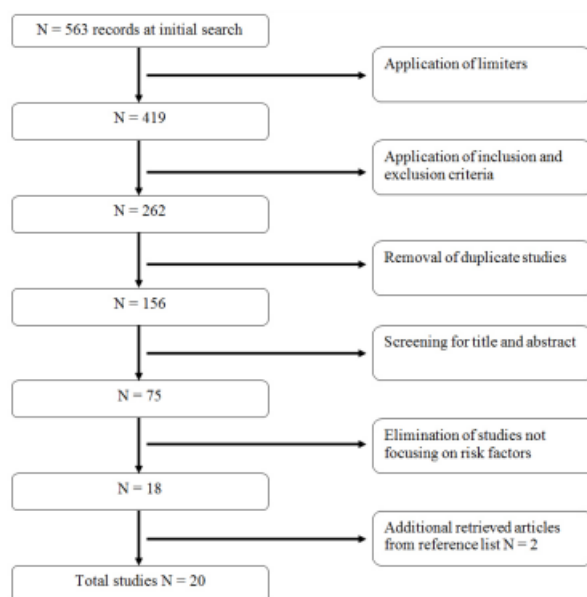 N = 563 records at initial search
Application of limiters
N = 419
Application of inclusion and
exclusion criteria
N = 262
Removal of duplicate studies
N = 156
Screening for title and abstract
N = 75
Elimination of studies not
focusing on risk factors
N = 18
Additional retrieved articles
from reference list N = 2
Total studies N = 20